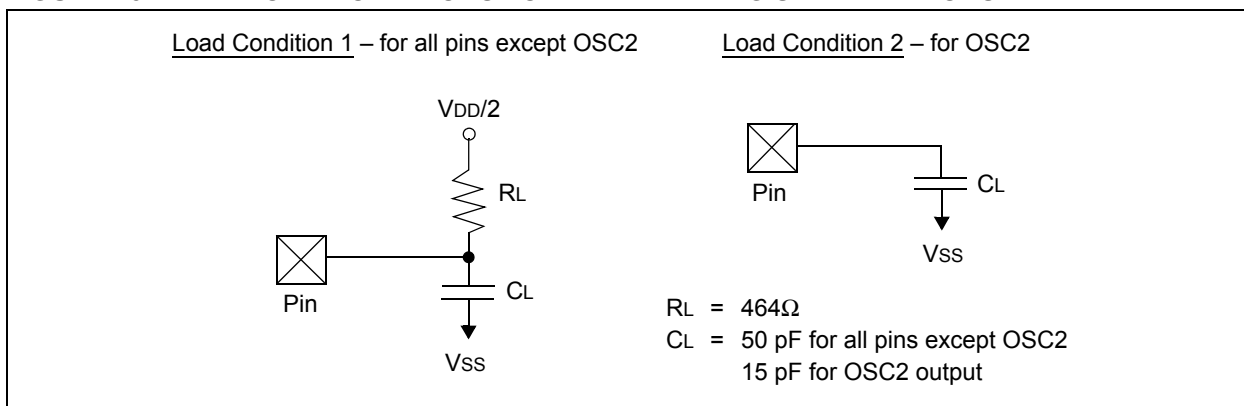 Load Condition 1 – for all pins except OSC2
Load Condition 2 – for OSC2
VDD/2
RL
Pin
CL
VSS
Pin
CL
VSS
RL = 464Ω
CL = 50 pF for all pins except OSC2
15 pF for OSC2 output